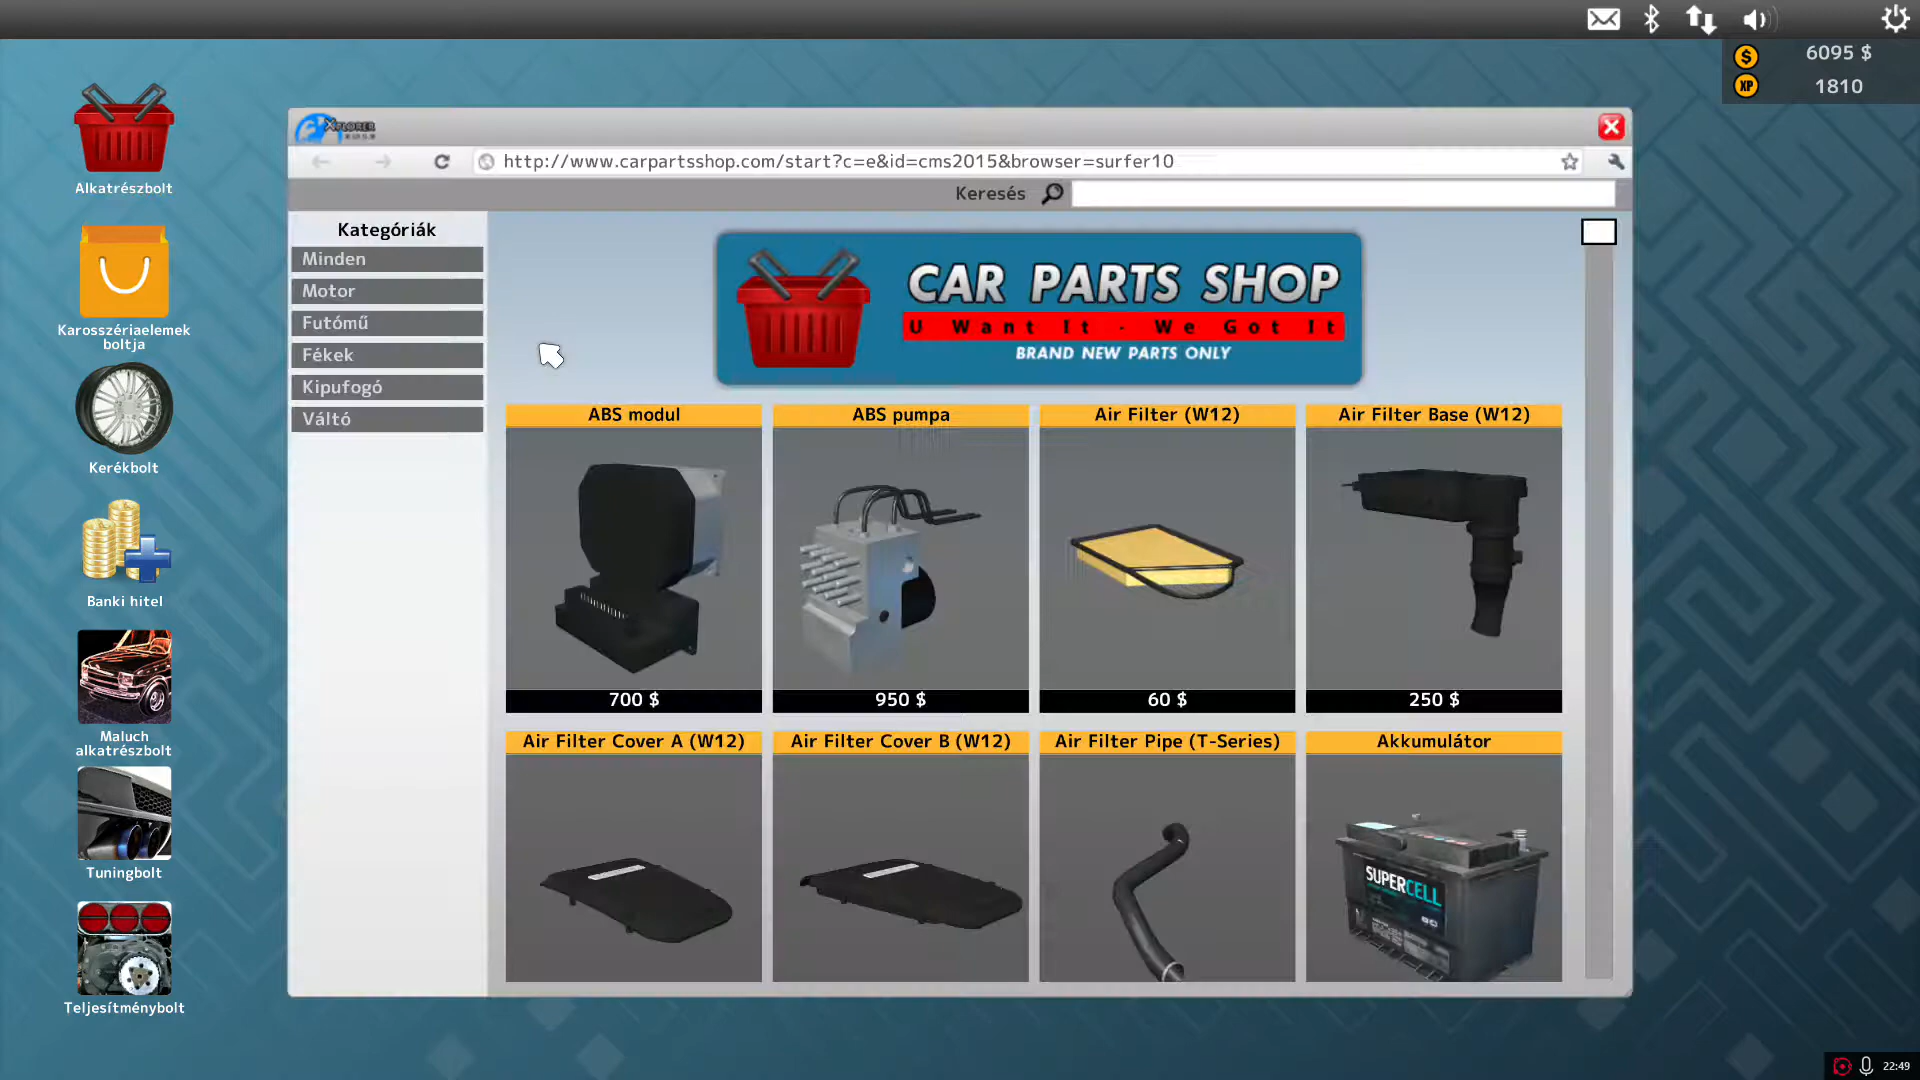 6095 $
XP
1810
Alkatrészbolt
Karosszériaelemek
boltja
Kerékbolt
Banki hitel
Maluch
alkatrészbolt
Tuningbolt
Teljesítménybolt
XPLORER
http://www.carpartsshop.com/start?c=e&id=cms2015&browser=surfer10
Keresés
Kategóriák
Minden
Motor
Futómű
Fékek
Kipufogó
Váltó
CAR PARTS SHOP
U Want It - We Got It
BRAND NEW PARTS ONLY
ABS modul
ABS pumpa
Air Filter (W12)
Air Filter Base (W12)
700 $
950 $
60 $
250 $
Air Filter Cover A (W12)
Air Filter Cover B (W12)
Air Filter Pipe (T-Series)
Akkumulátor
SUPERCELL
22:49